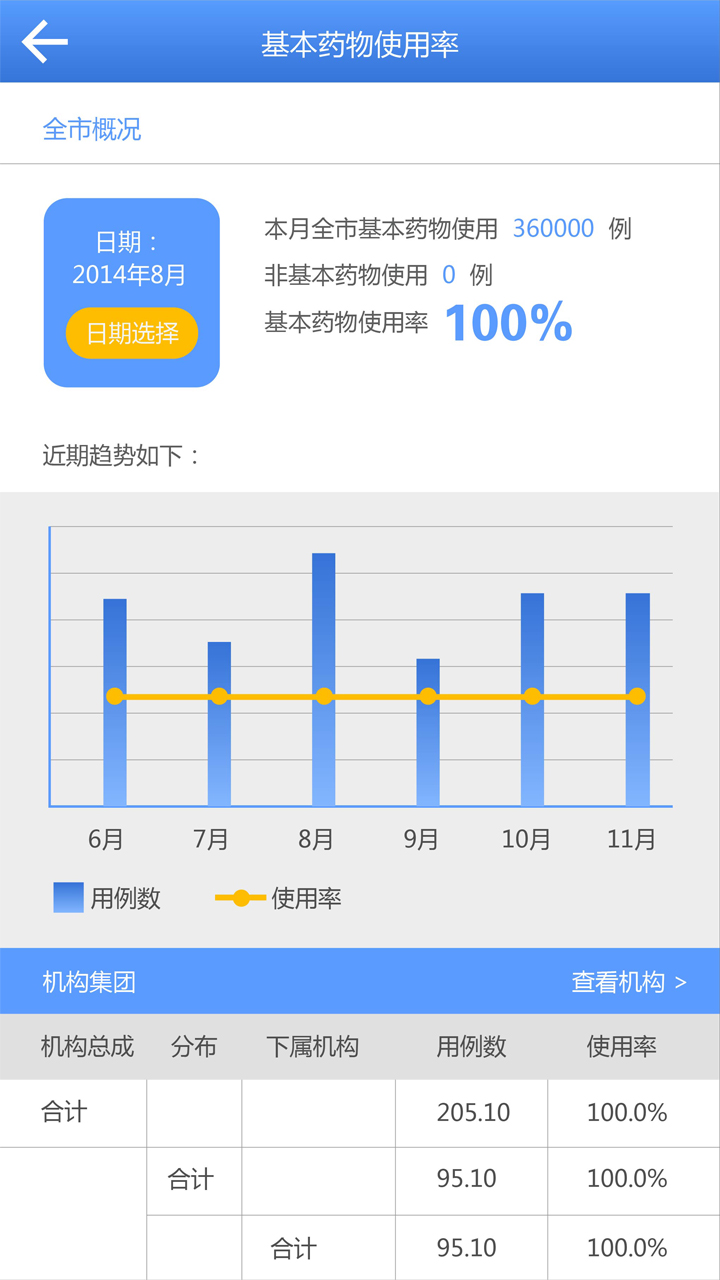 基本药物使用率
全市概况
日期：
2014年8月
日期选择
本月全市基本药物使用 360000 例
非基本药物使用 0 例
基本药物使用率 100%
近期趋势如下：
6月 7月 8月 9月 10月 11月
用例数 使用率
机构集团 查看机构 >
机构总成 分布 下属机构 用例数 使用率
合计 205.10 100.0%
合计 95.10 100.0%
合计 95.10 100.0%